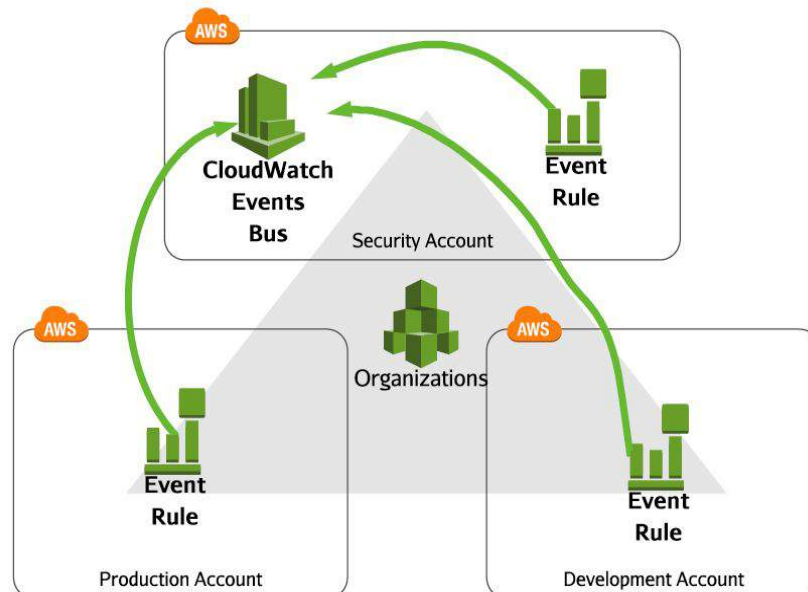 AWS
CloudWatch
Events
Bus
Event
Rule
Security Account
AWS
AWS
Organizations
Event
Rule
Production Account
Event
Rule
Development Account